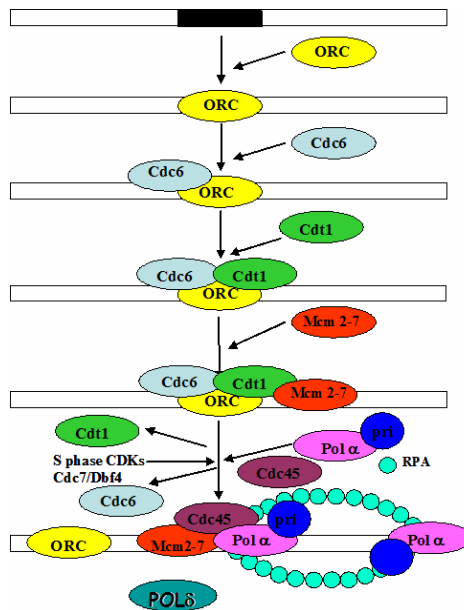 ORC
ORC
Cdc6
Cdc6
ORC
Cdt1
Cdc6
Cdt1
ORC
Mcm 2-7
Cdc6
Cdt1
Mcm 2-7
ORC
Cdt1
pri
Pol α
S phase CDKs
Cdc7/Dbf4
RPA
Cdc45
Cdc6
Cdc45
pri
ORC
Mcm2-7
Pol α
Pol α
POLδ